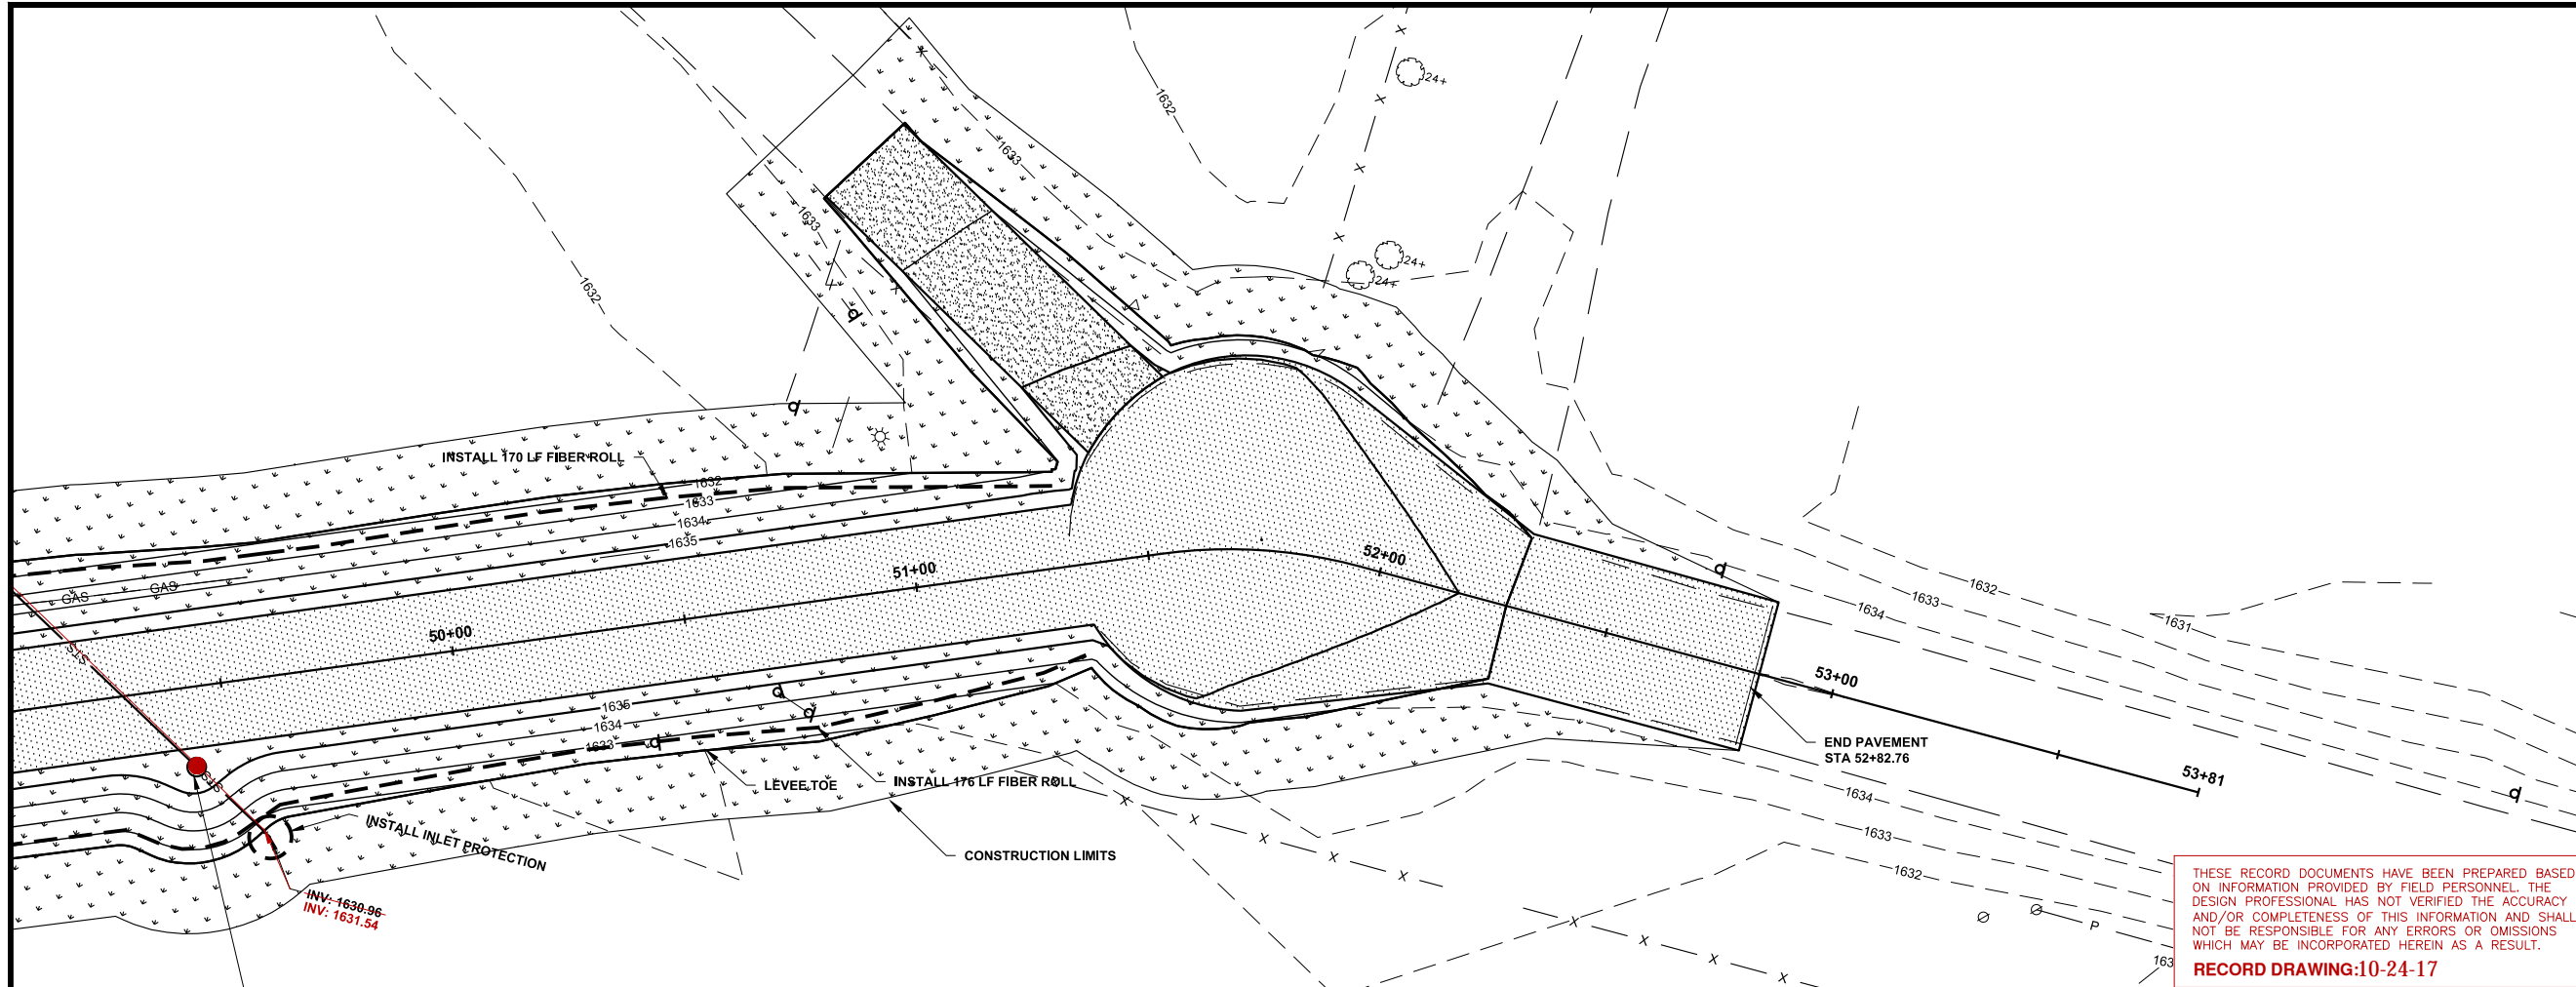 24+
1632
1633
1633
24+
24+
1632
INSTALL 170 LF FIBER ROLL
1632
1633
1634
1635
52+00
51+00
50+00
GAS
GAS
STS
1632
1633
1634
1631
53+00
53+81
1635
1634
1633
STS
END PAVEMENT
STA 52+82.76
LEVEE TOE
INSTALL 176 LF FIBER ROLL
1634
1633
1632
INSTALL INLET PROTECTION
CONSTRUCTION LIMITS
INV: 1630.96
INV: 1631.54
P
163
THESE RECORD DOCUMENTS HAVE BEEN PREPARED BASED
ON INFORMATION PROVIDED BY FIELD PERSONNEL. THE
DESIGN PROFESSIONAL HAS NOT VERIFIED THE ACCURACY
AND/OR COMPLETENESS OF THIS INFORMATION AND SHALL
NOT BE RESPONSIBLE FOR ANY ERRORS OR OMISSIONS
WHICH MAY BE INCORPORATED HEREIN AS A RESULT.
RECORD DRAWING:10-24-17